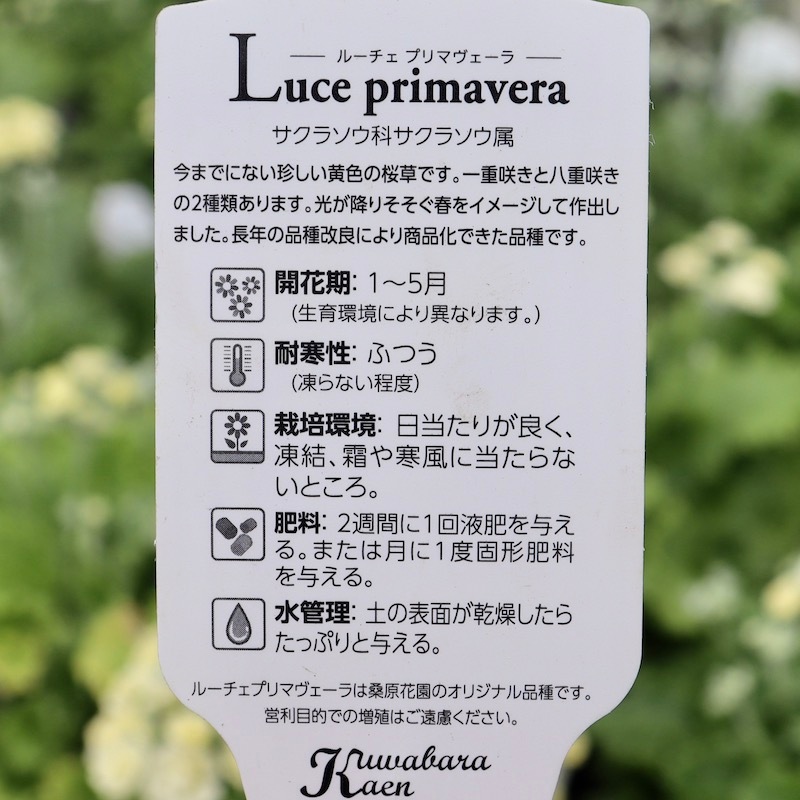 ルーチェ プリマヴェーラ
Luce primavera
サクラソウ科サクラソウ属
今までにない珍しい黄色の桜草です。一重咲きと八重咲き
の2種類あります。光が降りそそぐ春をイメージして作出し
ました。長年の品種改良により商品化できた品種です。
開花期: 1～5月
(生育環境により異なります。)
耐寒性: ふつう
(凍らない程度)
栽培環境: 日当たりが良く、
凍結、霜や寒風に当たらな
いところ。
肥料: 2週間に1回液肥を与え
る。または月に1度固形肥料
を与える。
水管理: 土の表面が乾燥したら
たっぷりと与える。
ルーチェプリマヴェーラは桑原花園のオリジナル品種です。
営利目的での増殖はご遠慮ください。
Kuwabara
Kaen